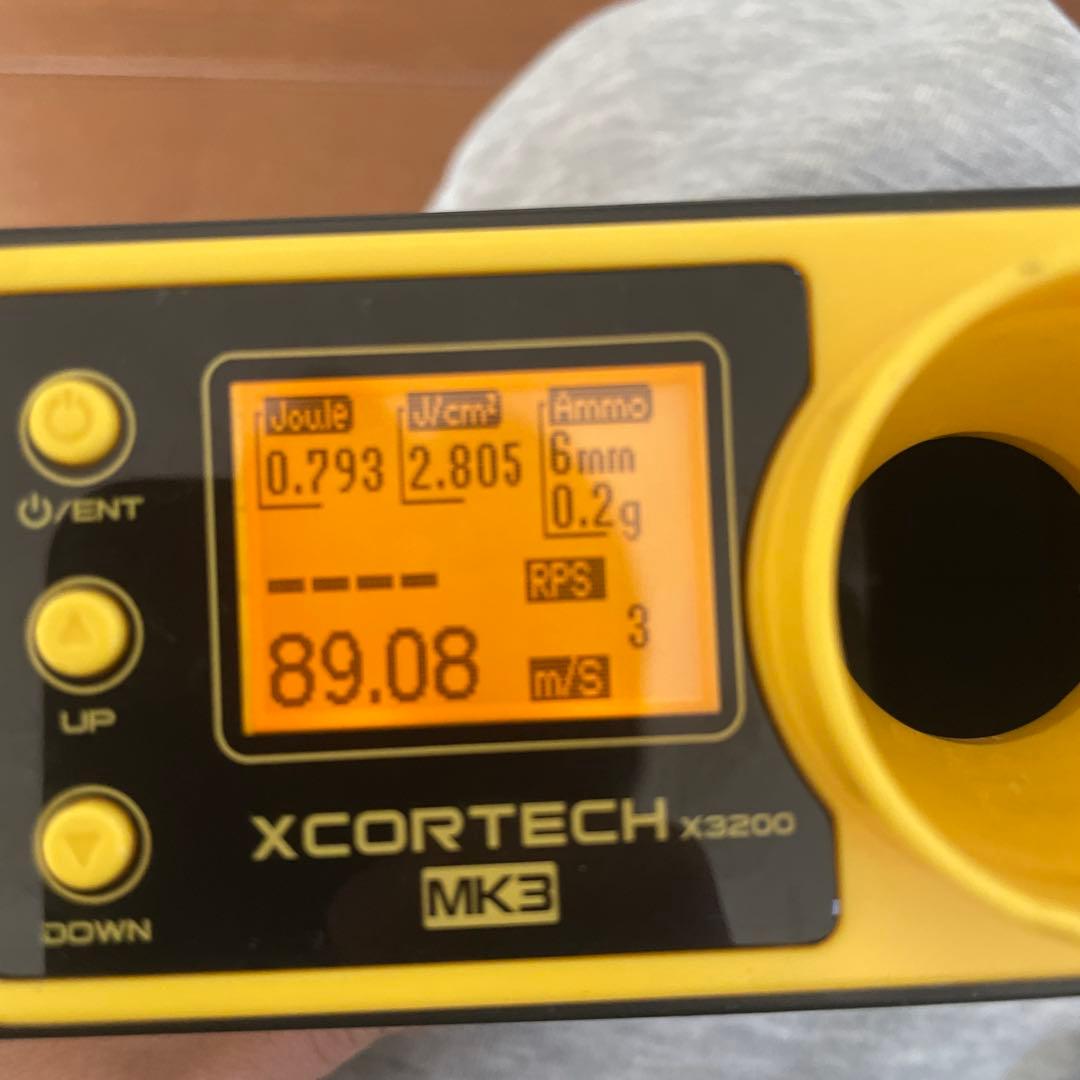 Joule J/cm² Ammo
0.793 2.805 6mm
0.2g
---- RPS
3
89.08 m/S
⏻/ENT
UP
DOWN
XCORTECH X3200
MK3